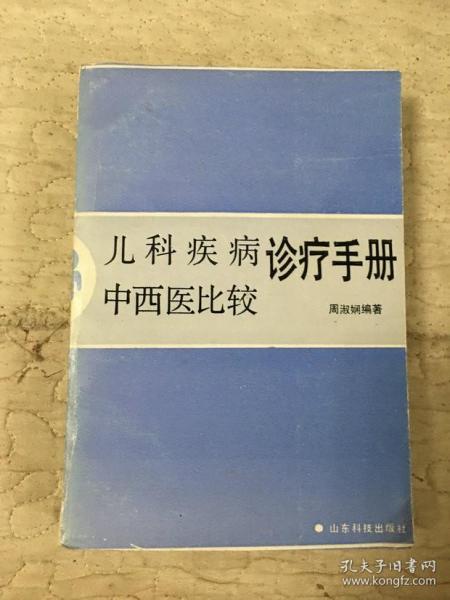 儿科疾病
中西医比较
诊疗手册
周淑娴编著
山东科技出版社
孔夫子旧书网
www.kongfz.com